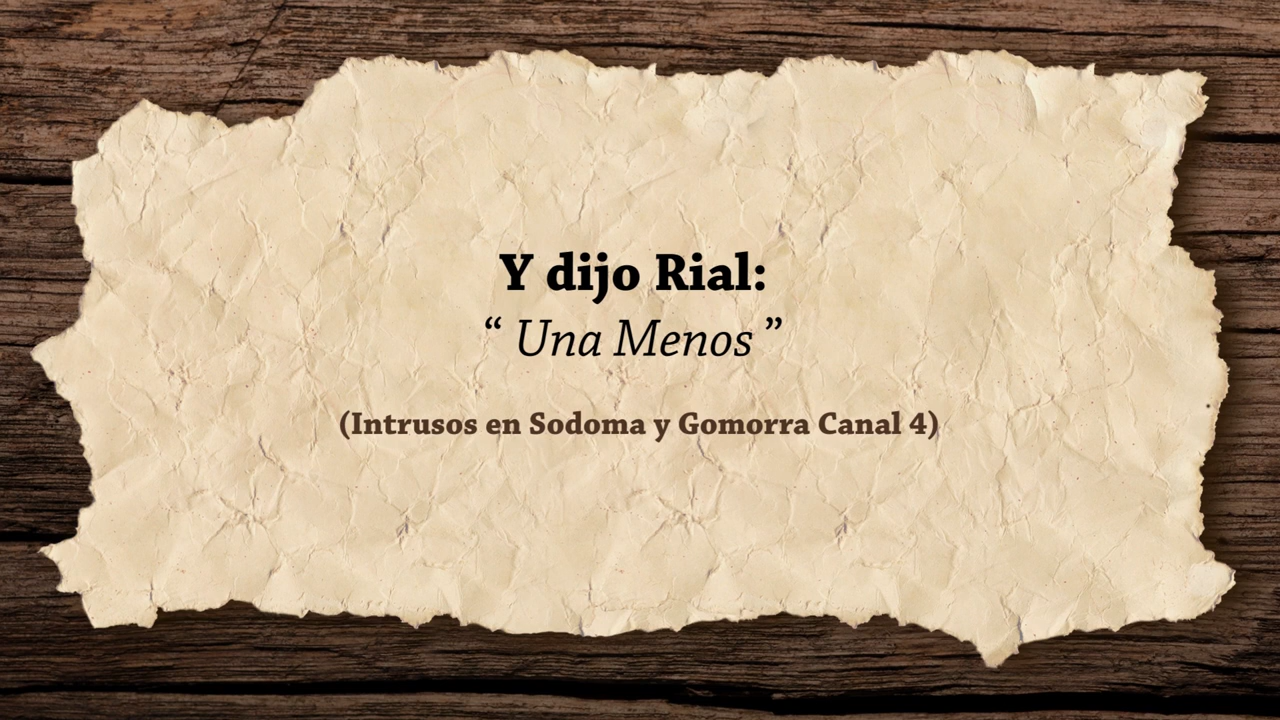 Y dijo Rial:
“ Una Menos ”
(Intrusos en Sodoma y Gomorra Canal 4)